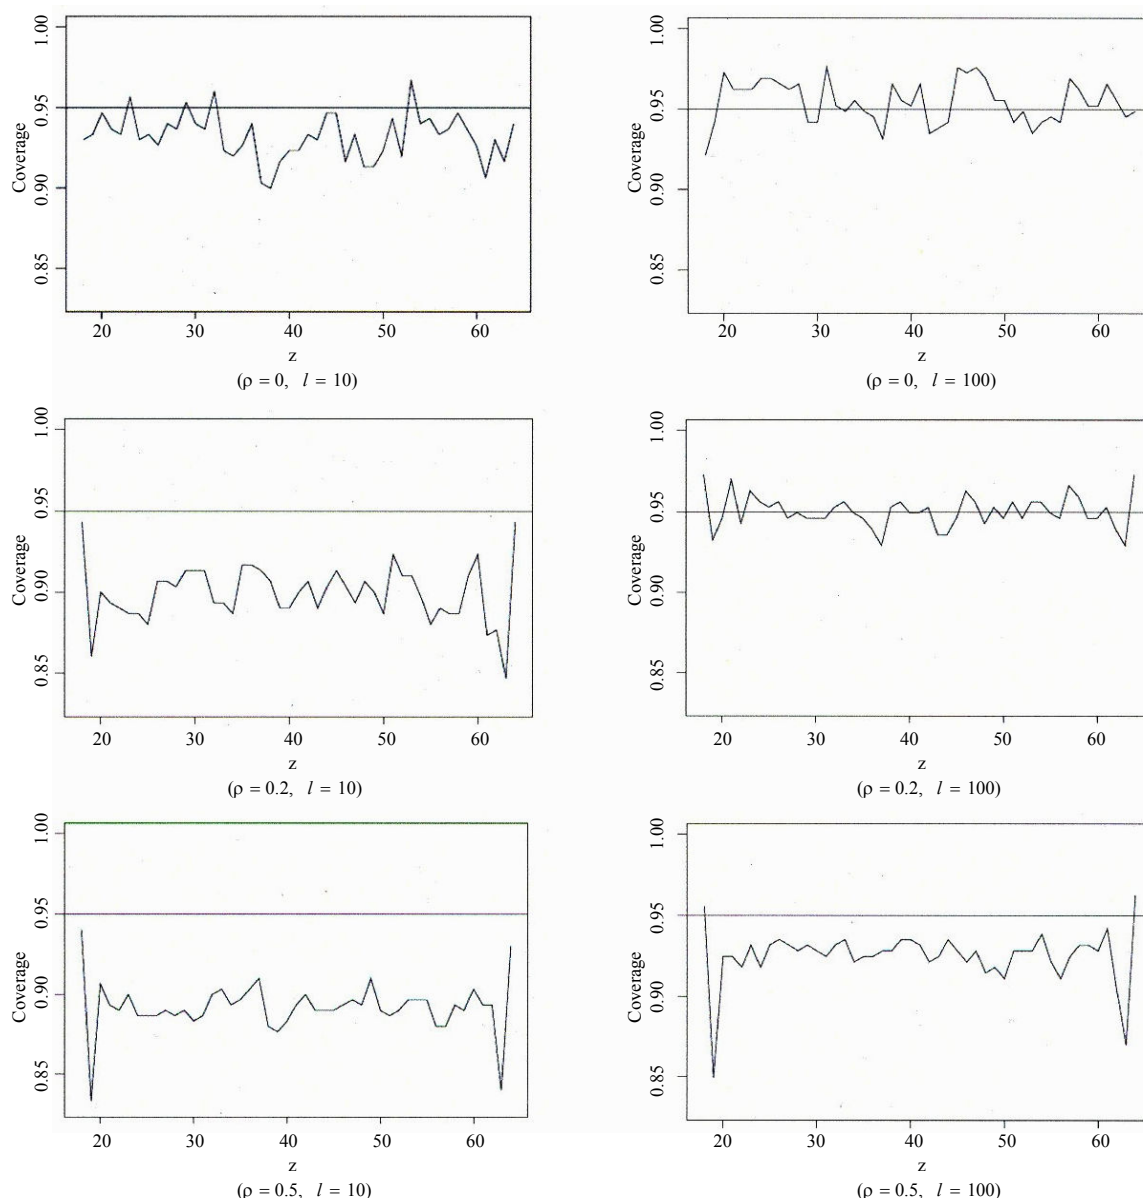 1.00
0.95
0.90
0.85
Coverage
20 30 40 50 60
z
(ρ = 0, l = 10)
1.00
0.95
0.90
0.85
Coverage
20 30 40 50 60
z
(ρ = 0, l = 100)
1.00
0.95
0.90
0.85
Coverage
20 30 40 50 60
z
(ρ = 0.2, l = 10)
1.00
0.95
0.90
0.85
Coverage
20 30 40 50 60
z
(ρ = 0.2, l = 100)
1.00
0.95
0.90
0.85
Coverage
20 30 40 50 60
z
(ρ = 0.5, l = 10)
1.00
0.95
0.90
0.85
Coverage
20 30 40 50 60
z
(ρ = 0.5, l = 100)